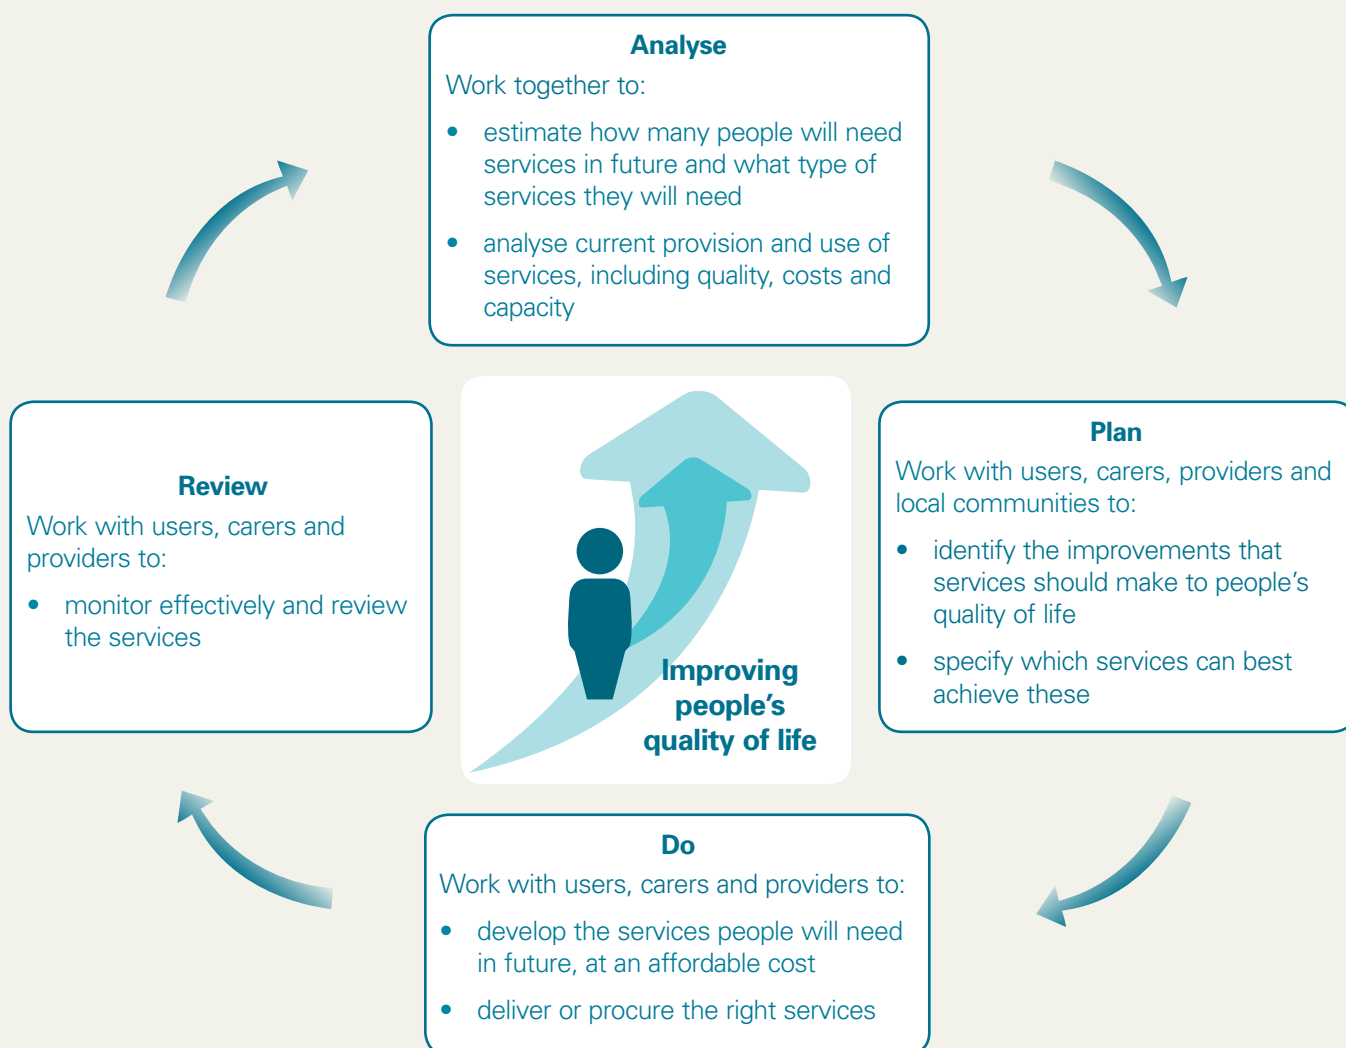 Analyse
Work together to:
• estimate how many people will need
services in future and what type of
services they will need
• analyse current provision and use of
services, including quality, costs and
capacity
Plan
Work with users, carers, providers and
local communities to:
• identify the improvements that
services should make to people’s
quality of life
• specify which services can best
achieve these
Do
Work with users, carers and providers to:
• develop the services people will need
in future, at an affordable cost
• deliver or procure the right services
Review
Work with users, carers and
providers to:
• monitor effectively and review
the services
Improving
people’s
quality of life